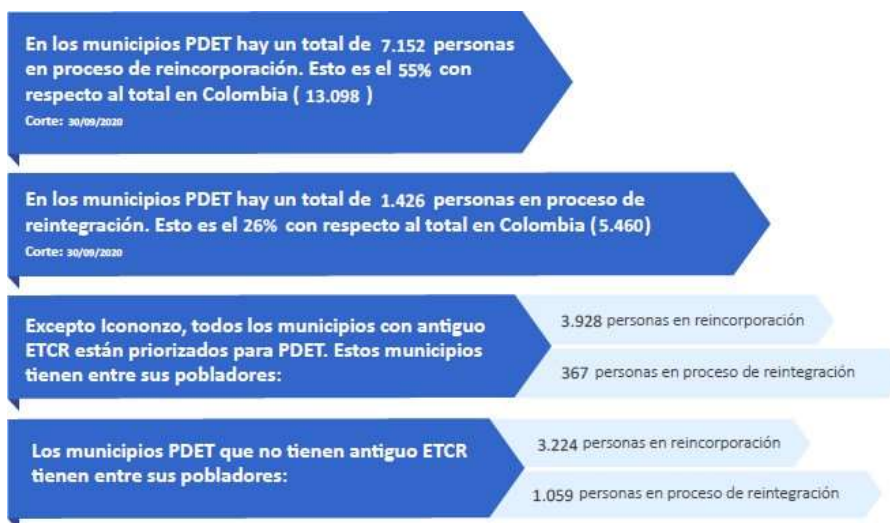 En los municipios PDET hay un total de 7.152 personas
en proceso de reincorporación. Esto es el 55% con
respecto al total en Colombia ( 13.098 )
Corte: 30/09/2020
En los municipios PDET hay un total de 1.426 personas en proceso de
reintegración. Esto es el 26% con respecto al total en Colombia (5.460)
Corte: 30/09/2020
Excepto Icononzo, todos los municipios con antiguo
ETCR están priorizados para PDET. Estos municipios
tienen entre sus pobladores:
3.928 personas en reincorporación
367 personas en proceso de reintegración
Los municipios PDET que no tienen antiguo ETCR
tienen entre sus pobladores:
3.224 personas en reincorporación
1.059 personas en proceso de reintegración